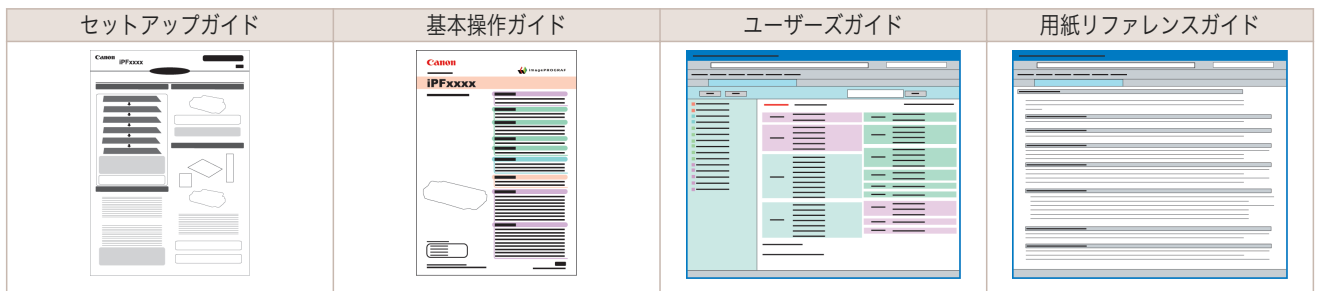 セットアップガイド
基本操作ガイド
ユーザーズガイド
用紙リファレンスガイド
Canon
iPFxxxx
Canon
imagePROGRAF
iPFxxxx